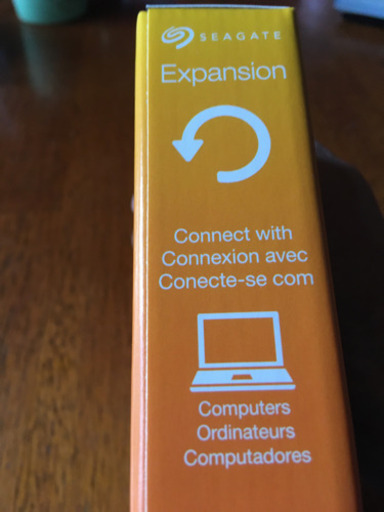 SEAGATE
Expansion
Connect with
Connexion avec
Conecte-se com
Computers
Ordinateurs
Computadores